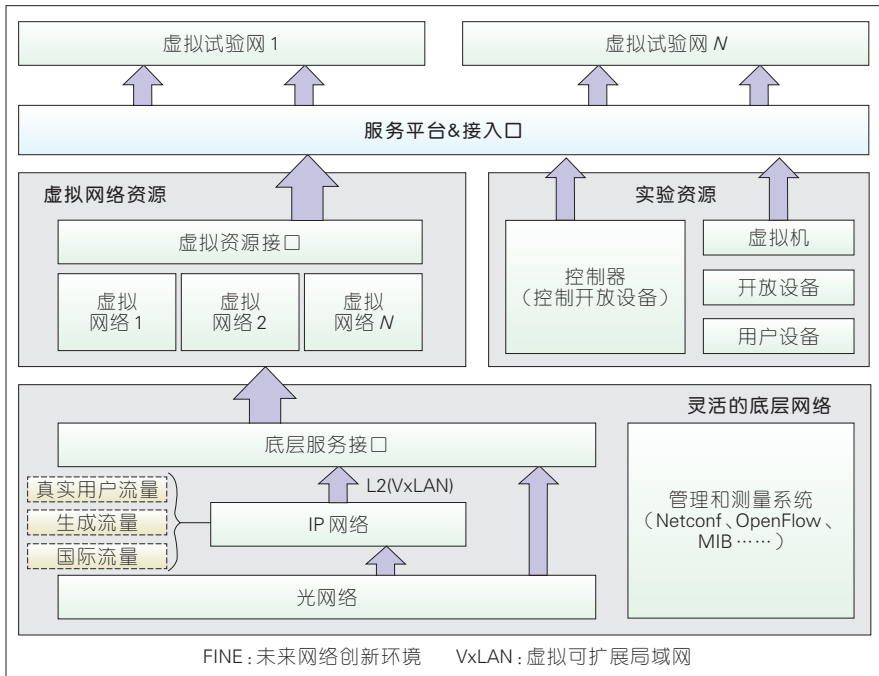 虚拟试验网 1
虚拟试验网 N
服务平台&接入口
虚拟网络资源
虚拟资源接口
虚拟
网络 1
虚拟
网络 2
虚拟
网络 N
实验资源
控制器
（控制开放设备）
虚拟机
开放设备
用户设备
灵活的底层网络
底层服务接口
L2(VxLAN)
真实用户流量
生成流量
国际流量
IP 网络
光网络
管理和测量系统
（Netconf、OpenFlow、
MIB……）
FINE：未来网络创新环境 VxLAN：虚拟可扩展局域网